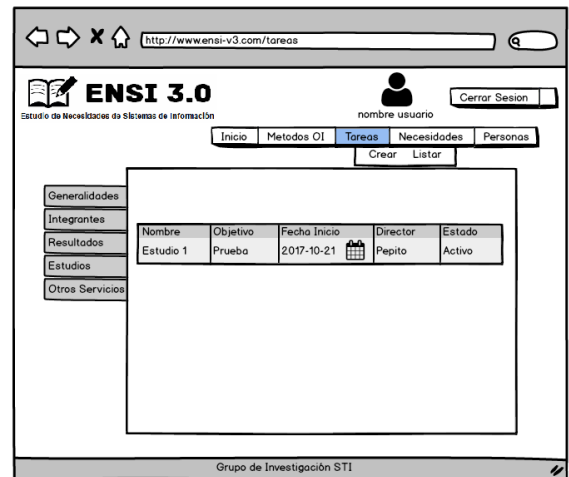 http://www.ensi-v3.com/tareas
ENSI 3.0
Estudio de Necesidades de Sistemas de Información
nombre usuario
Cerrar Sesion
Inicio Metodos OI Tareas Necesidades Personas
Crear Listar
Generalidades
Integrantes
Resultados
Estudios
Otros Servicios
Nombre Objetivo Fecha Inicio Director Estado
Estudio 1 Prueba 2017-10-21 Pepito Activo
Grupo de Investigación STI